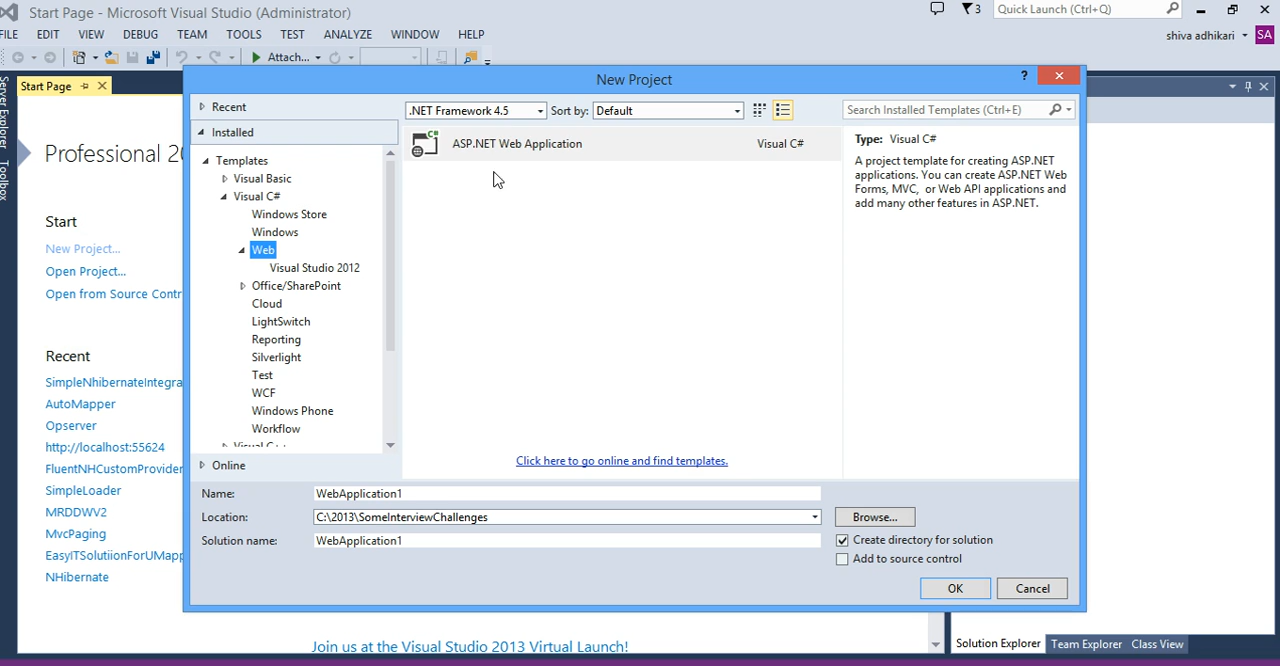 Start Page - Microsoft Visual Studio (Administrator)
3
Quick Launch (Ctrl+Q)
FILE EDIT VIEW DEBUG TEAM TOOLS TEST ANALYZE WINDOW HELP
shiva adhikari
SA
Attach...
Server Explorer
Toolbox
Start Page
Professional 20
Start
New Project...
Open Project...
Open from Source Contr
Recent
SimpleNhibernateIntegra
AutoMapper
Opserver
http://localhost:55624
FluentNHCustomProvider
SimpleLoader
MRDDWV2
MvcPaging
EasyITSolutiionForUMapp
NHibernate
Join us at the Visual Studio 2013 Virtual Launch!
New Project
?
Recent
Installed
.NET Framework 4.5
Sort by: Default
Search Installed Templates (Ctrl+E)
Templates
Visual Basic
Visual C#
Windows Store
Windows
Web
Visual Studio 2012
Office/SharePoint
Cloud
LightSwitch
Reporting
Silverlight
Test
WCF
Windows Phone
Workflow
Visual C++
Online
C#
ASP.NET Web Application Visual C#
Click here to go online and find templates.
Type: Visual C#
A project template for creating ASP.NET
applications. You can create ASP.NET Web
Forms, MVC, or Web API applications and
add many other features in ASP.NET.
Name: WebApplication1
Location: C:\2013\SomeInterviewChallenges
Solution name: WebApplication1
Browse...
Create directory for solution
Add to source control
OK Cancel
Solution Explorer Team Explorer Class View